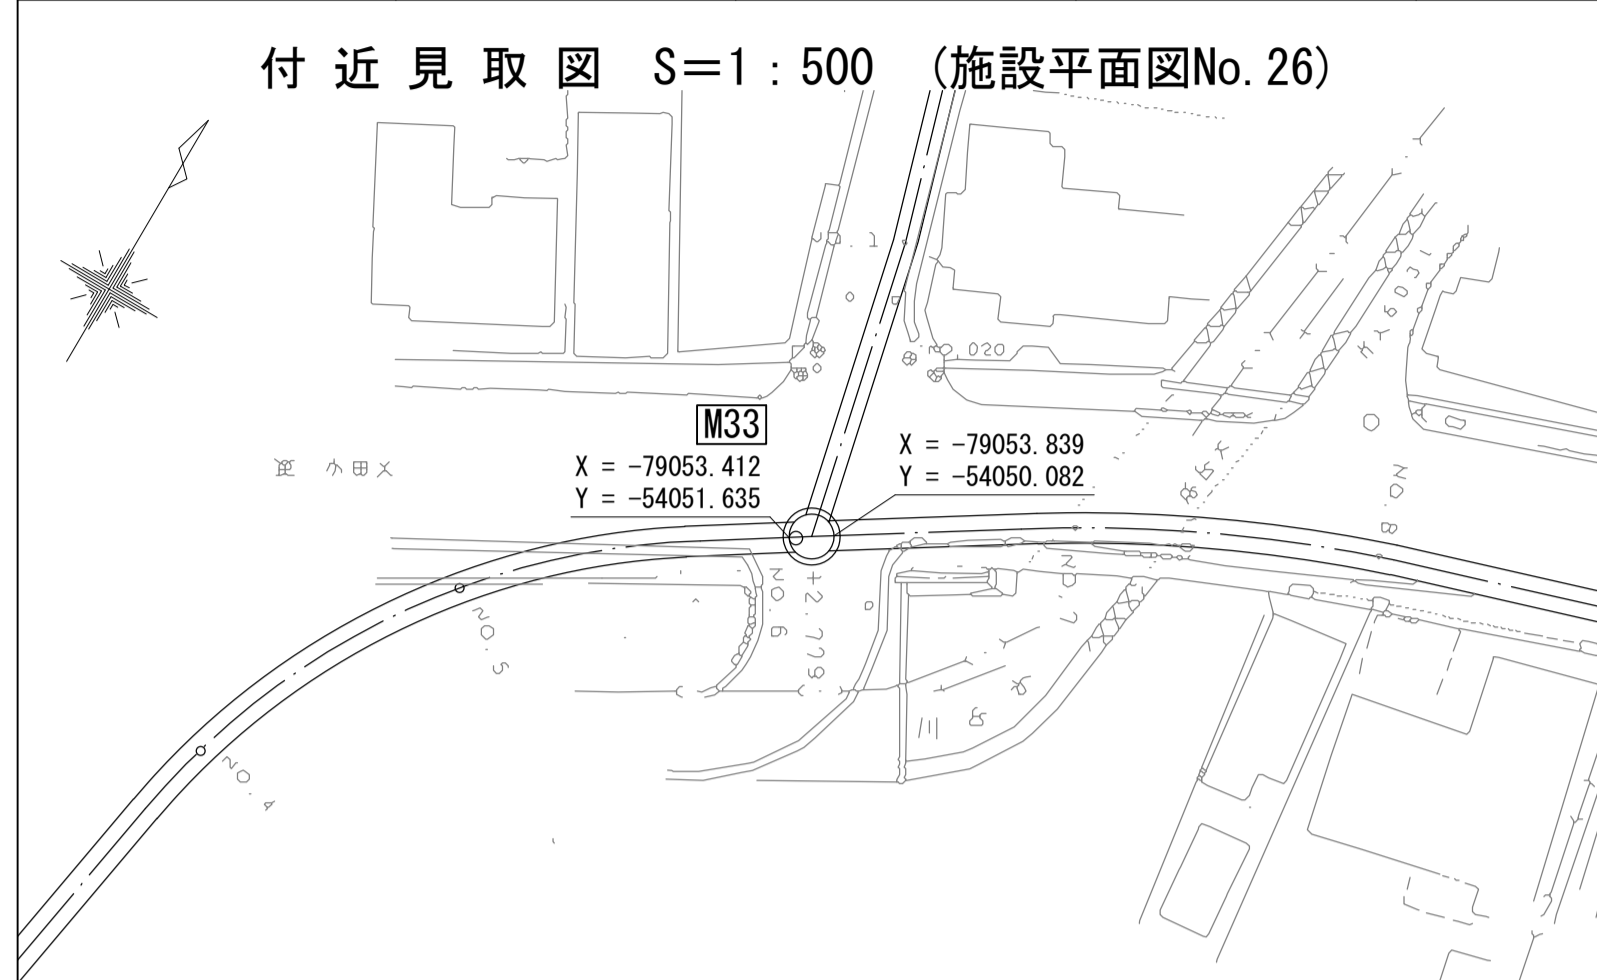 付近見取図 S=1:500 (施設平面図No.26)
M33
X = -79053.412
Y = -54051.635
X = -79053.839
Y = -54050.082
NO.4
NO.5
NO.6
+2.779
NO.7
NO.8